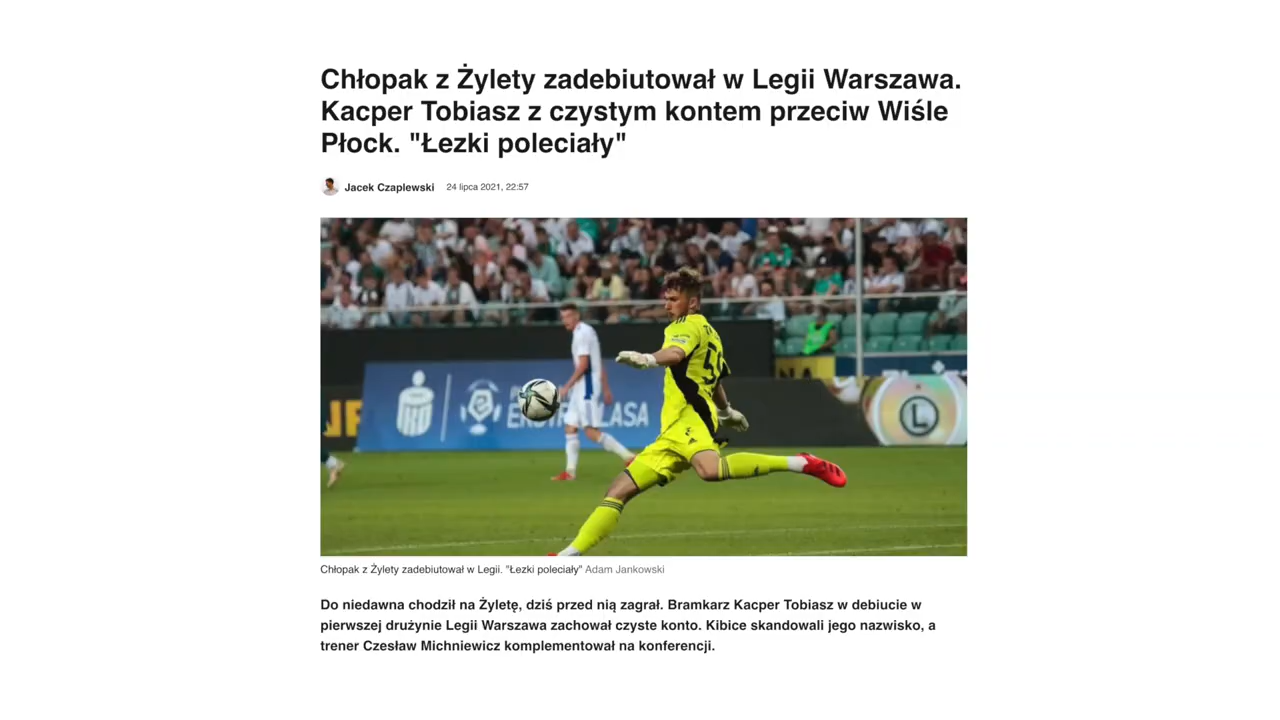 Chłopak z Żylety zadebiutował w Legii Warszawa.
Kacper Tobiasz z czystym kontem przeciw Wiśle
Płock. "Łezki poleciały"
Jacek Czaplewski 24 lipca 2021, 22:57
EKSTRAKLASA
L
Chłopak z Żylety zadebiutował w Legii. "Łezki poleciały" Adam Jankowski
Do niedawna chodził na Żyletę, dziś przed nią zagrał. Bramkarz Kacper Tobiasz w debiucie w
pierwszej drużynie Legii Warszawa zachował czyste konto. Kibice skandowali jego nazwisko, a
trener Czesław Michniewicz komplementował na konferencji.